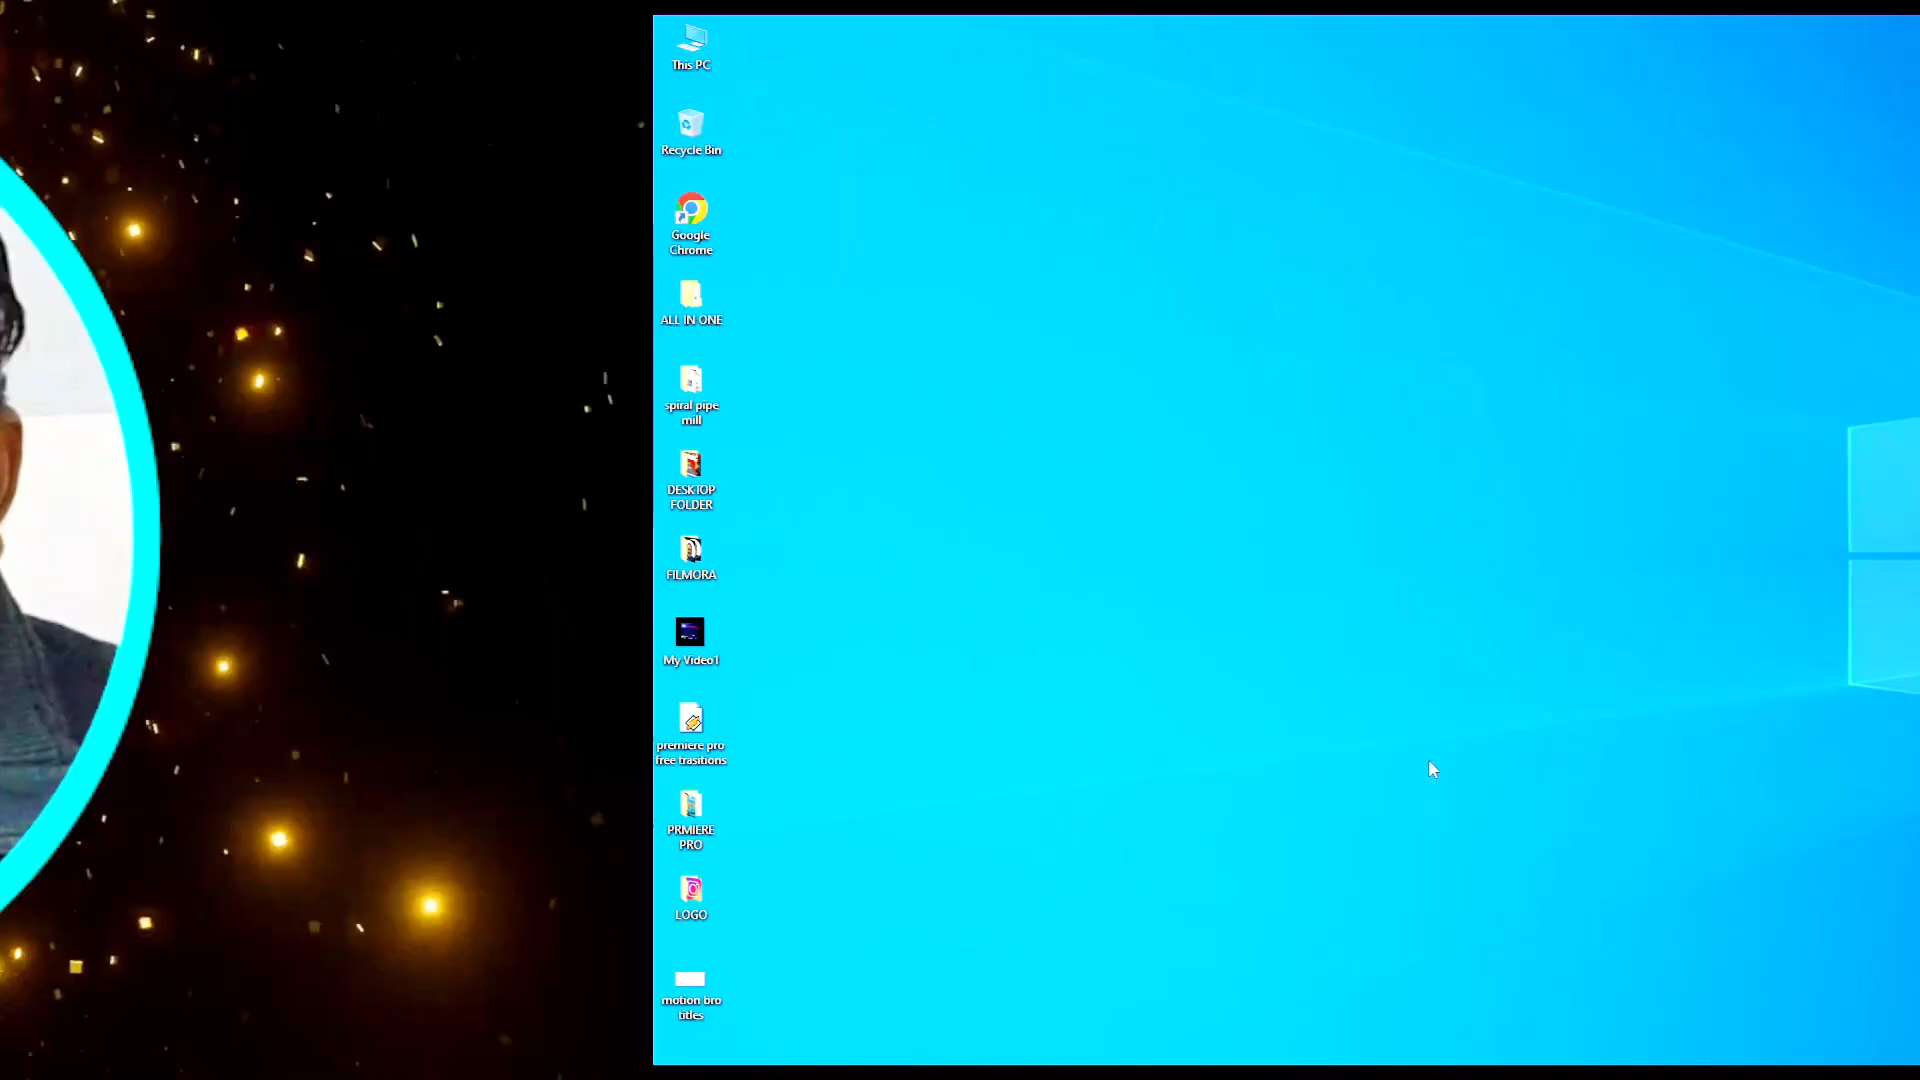 This PC
Recycle Bin
Google
Chrome
ALL IN ONE
spiral pipe
mill
DESKTOP
FOLDER
FILMORA
My Video1
premiere pro
free trasitions
PRMIERE
PRO
LOGO
motion bro
titles